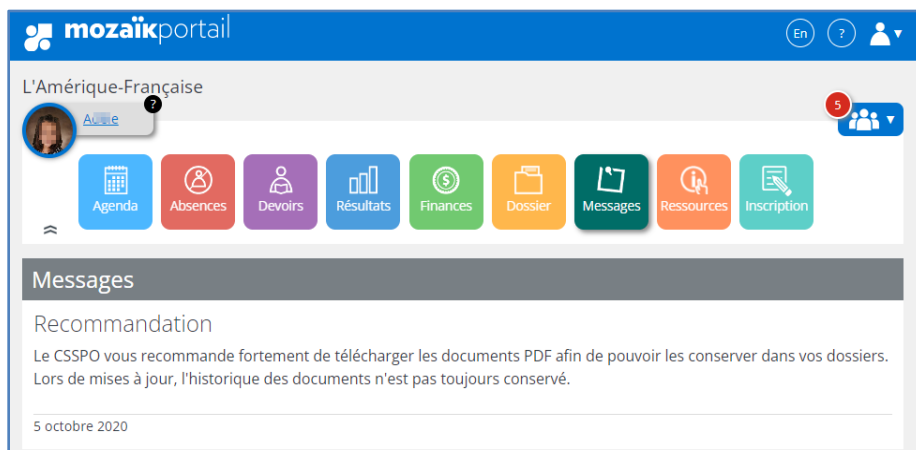 mozaïkportail
En ?
L'Amérique-Française
?
5
Agenda Absences Devoirs Résultats Finances Dossier Messages Ressources Inscription
Messages
Recommandation
Le CSSPO vous recommande fortement de télécharger les documents PDF afin de pouvoir les conserver dans vos dossiers.
Lors de mises à jour, l'historique des documents n'est pas toujours conservé.
5 octobre 2020